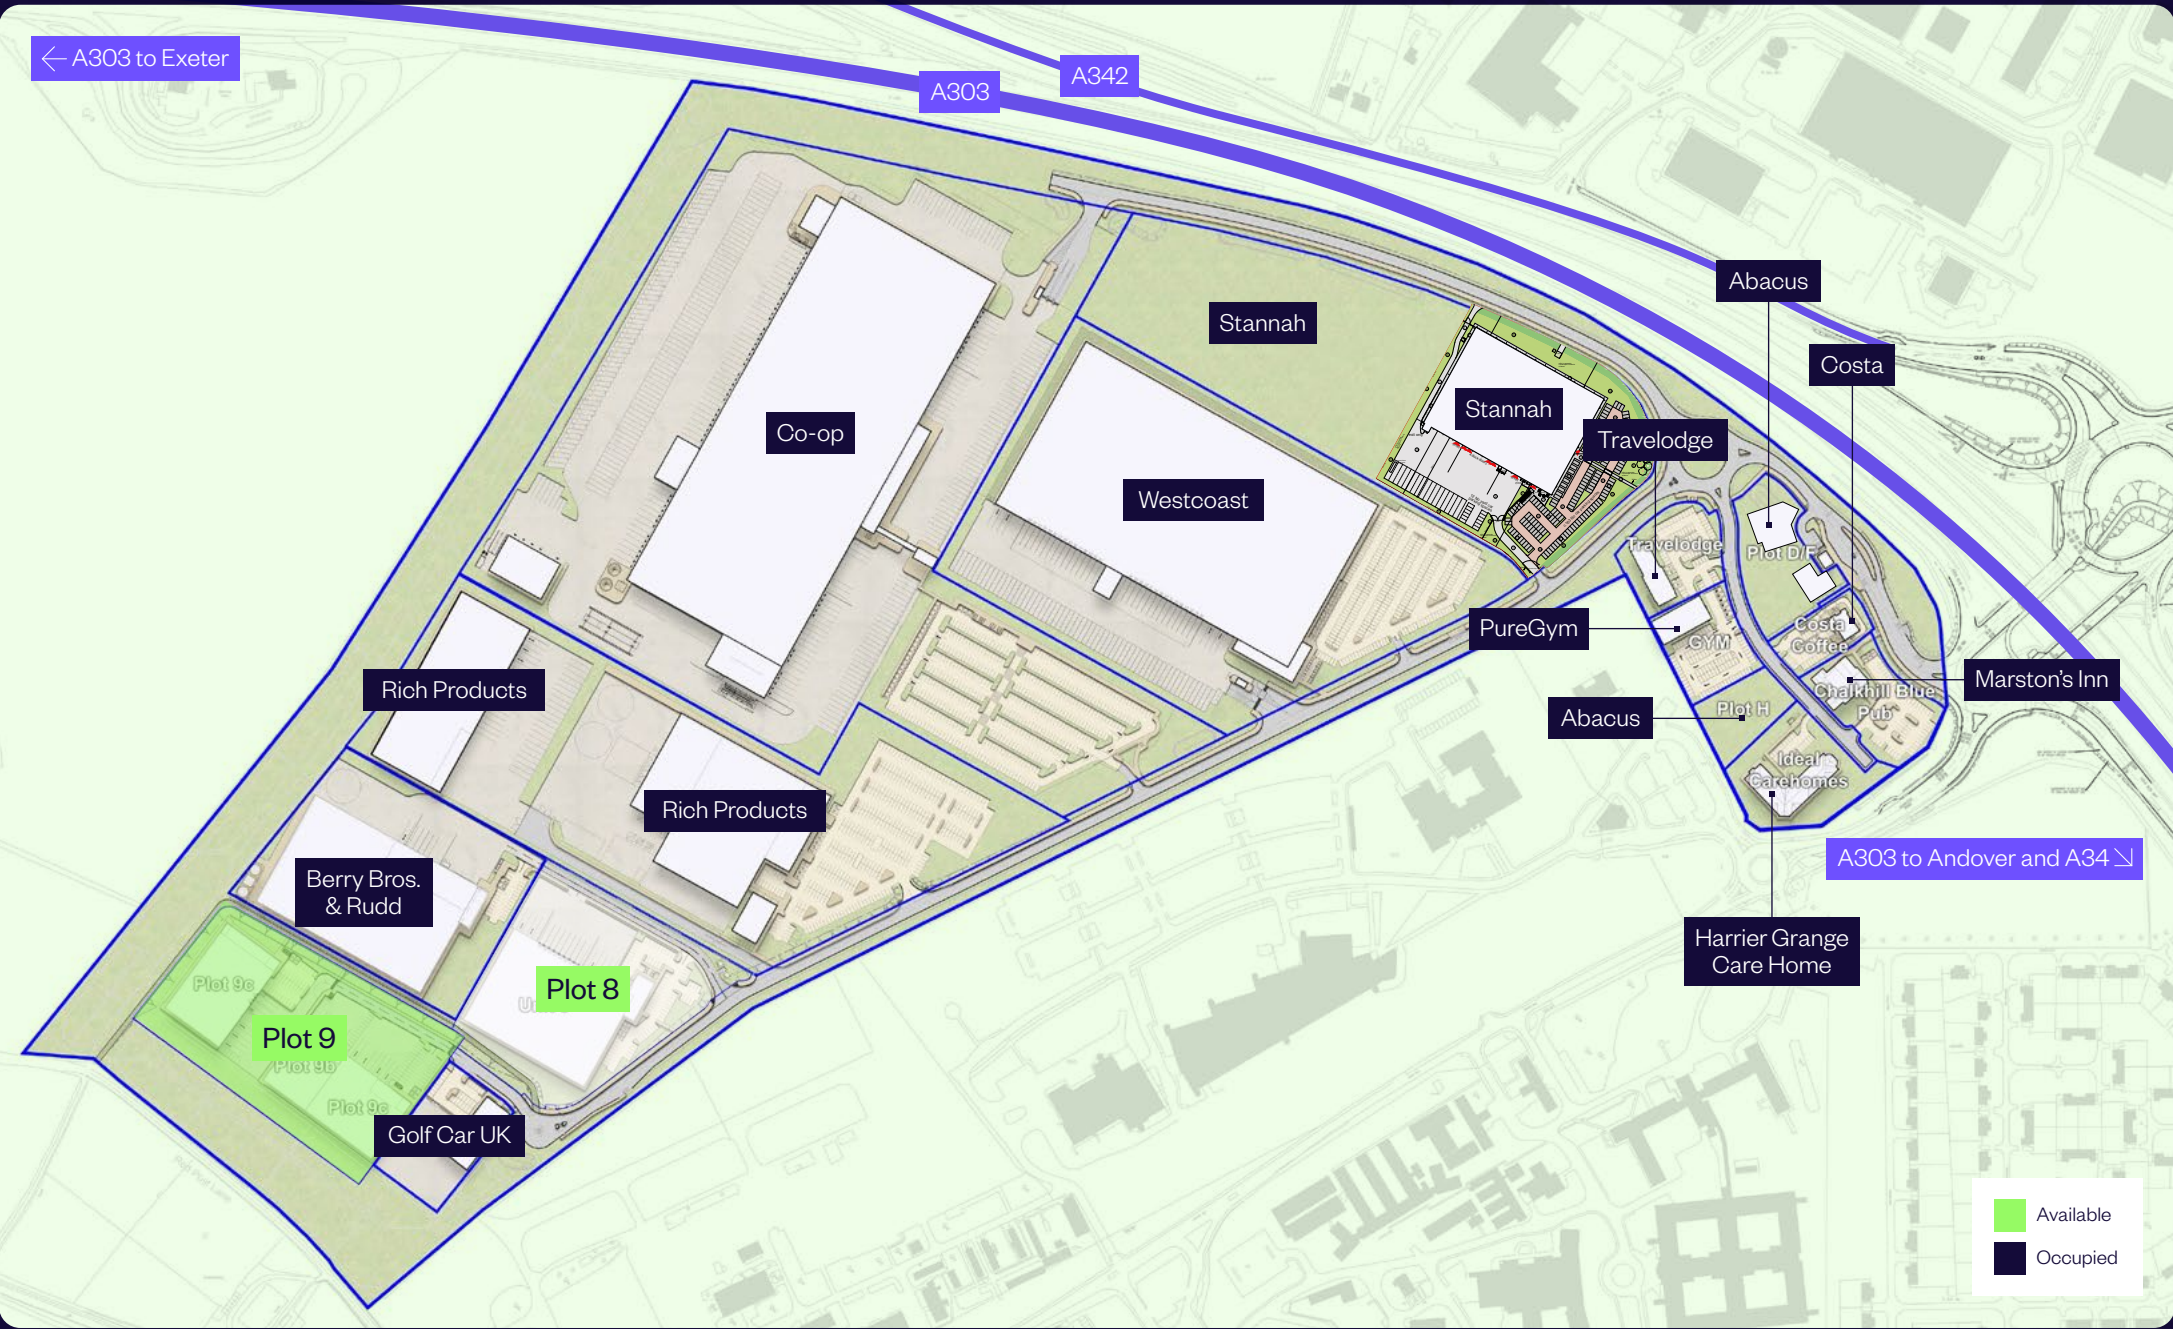 ← A303 to Exeter
A303
A342
Abacus
Stannah
Costa
Stannah
Co-op
Travelodge
Westcoast
Travelodge
Plot D/F
PureGym
GYM
Costa
Coffee
Rich Products
Marston's Inn
Chalkhill Blue
Pub
Abacus
Plot H
Ideal
Carehomes
Rich Products
A303 to Andover and A34 ↘
Berry Bros.
& Rudd
Harrier Grange
Care Home
Plot 9c
Plot 8
Plot 9
Plot 9b
Plot 9c
Golf Car UK
Available
Occupied